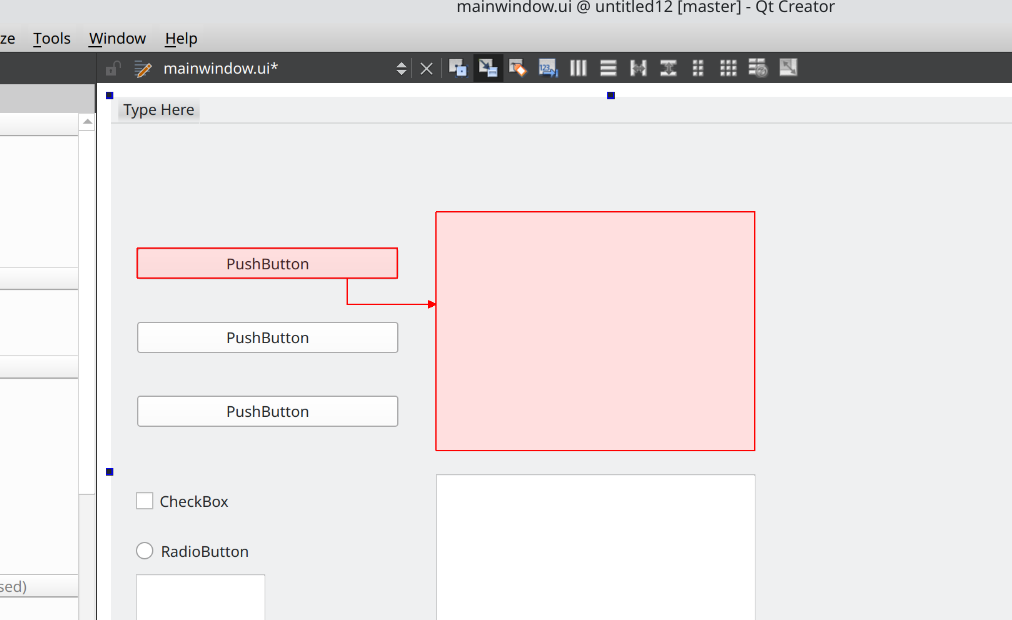 mainwindow.ui @ untitled12 [master] - Qt Creator
ze Tools Window Help
mainwindow.ui*
Type Here
PushButton
PushButton
PushButton
CheckBox
RadioButton
sed)